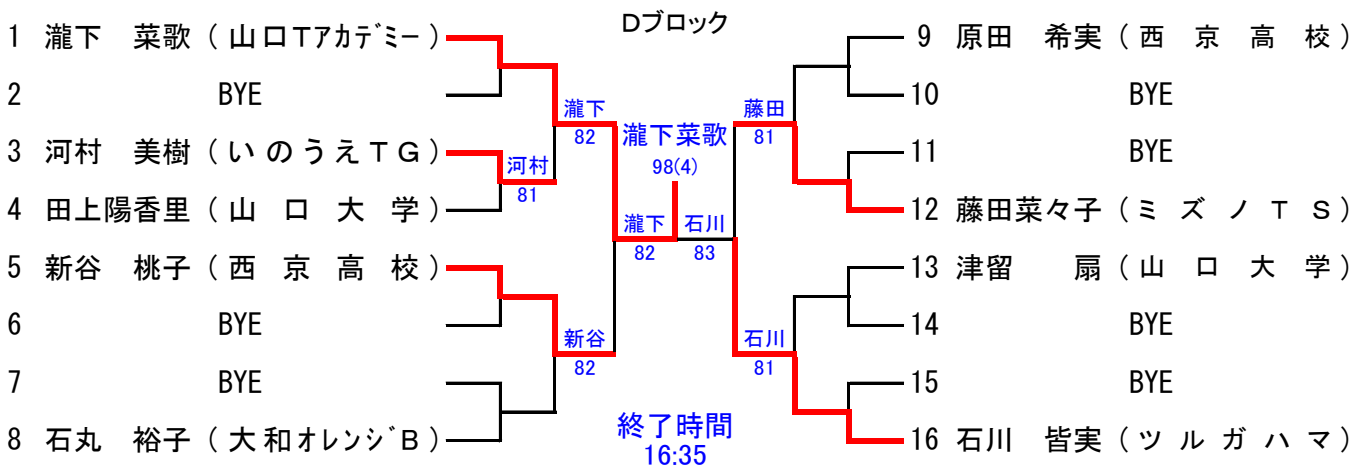 Dブロック
1 瀧下 菜歌 (山口Tアカデミー)
2 BYE
3 河村 美樹 (いのうえTG)
4 田上陽香里 (山口大学)
5 新谷 桃子 (西京高校)
6 BYE
7 BYE
8 石丸 裕子 (大和オレンジB)
瀧下
82
河村
81
新谷
82
瀧下
82
瀧下菜歌
98(4)
石川
83
藤田
81
石川
81
終了時間
16:35
9 原田 希実 (西京高校)
10 BYE
11 BYE
12 藤田菜々子 (ミズノTS)
13 津留 扇 (山口大学)
14 BYE
15 BYE
16 石川 皆実 (ツルガハマ)